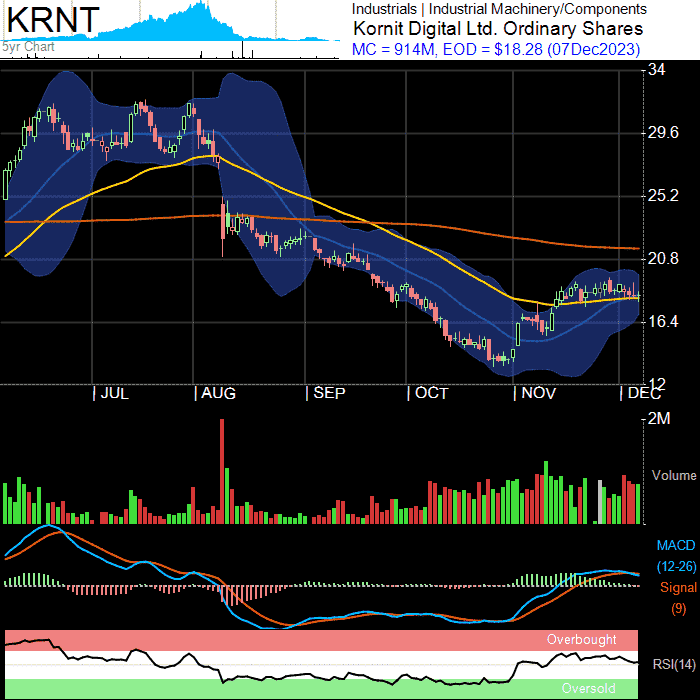 KRNT
5yr Chart
Industrials | Industrial Machinery/Components
Kornit Digital Ltd. Ordinary Shares
MC = 914M, EOD = $18.28 (07Dec2023)
34
29.6
25.2
20.8
16.4
12
JUL
AUG
SEP
OCT
NOV
DEC
2M
Volume
MACD
(12-26)
Signal
(9)
Overbought
RSI(14)
Oversold